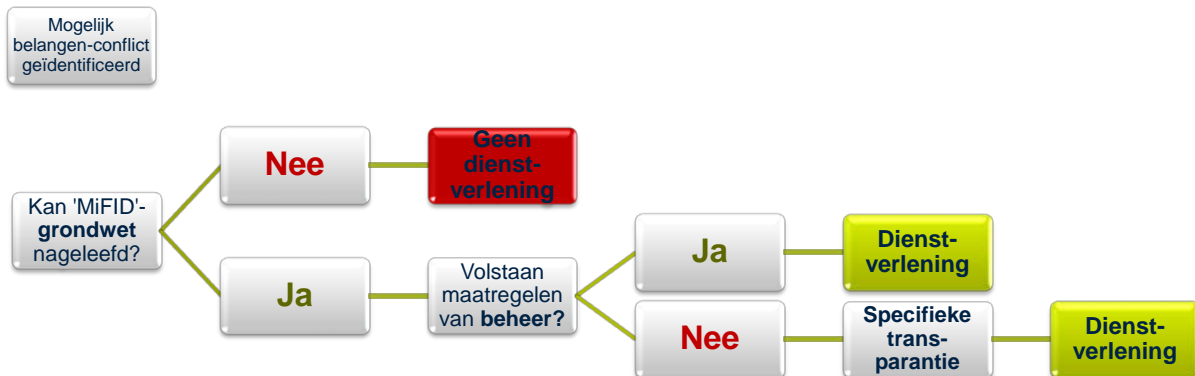 Mogelijk
belangen-conflict
geïdentificeerd
Nee
Geen
dienst-
verlening
Kan 'MiFID'-
grondwet
nageleefd?
Ja
Volstaan
maatregelen
van beheer?
Ja
Dienst-
verlening
Nee
Specifieke
trans-
parantie
Dienst-
verlening